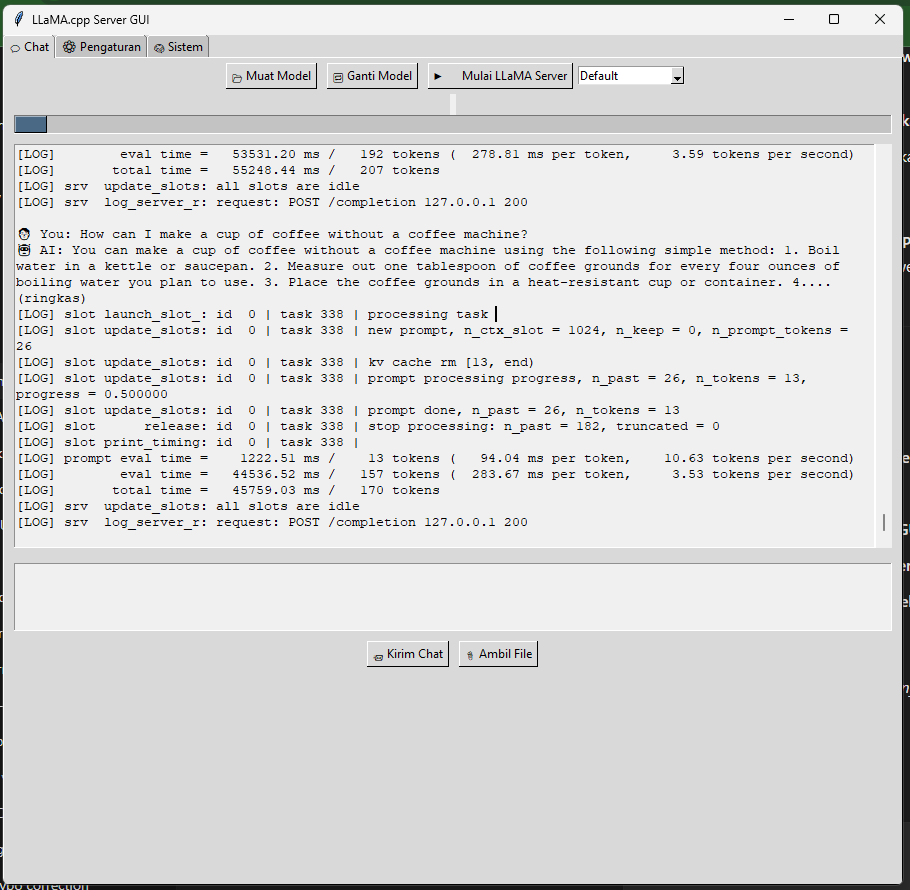 LLaMA.cpp Server GUI
Chat Pengaturan Sistem
Muat Model Ganti Model Mulai LLaMA Server Default
[LOG]        eval time =   53531.20 ms /   192 tokens (  278.81 ms per token,     3.59 tokens per second)
[LOG]       total time =   55248.44 ms /   207 tokens
[LOG] srv  update_slots: all slots are idle
[LOG] srv  log_server_r: request: POST /completion 127.0.0.1 200
You: How can I make a cup of coffee without a coffee machine?
AI: You can make a cup of coffee without a coffee machine using the following simple method: 1. Boil
water in a kettle or saucepan. 2. Measure out one tablespoon of coffee grounds for every four ounces of
boiling water you plan to use. 3. Place the coffee grounds in a heat-resistant cup or container. 4....
(ringkas)
[LOG] slot launch_slot_: id  0 | task 338 | processing task
[LOG] slot update_slots: id  0 | task 338 | new prompt, n_ctx_slot = 1024, n_keep = 0, n_prompt_tokens =
26
[LOG] slot update_slots: id  0 | task 338 | kv cache rm [13, end)
[LOG] slot update_slots: id  0 | task 338 | prompt processing progress, n_past = 26, n_tokens = 13,
progress = 0.500000
[LOG] slot update_slots: id  0 | task 338 | prompt done, n_past = 26, n_tokens = 13
[LOG] slot      release: id  0 | task 338 | stop processing: n_past = 182, truncated = 0
[LOG] slot print_timing: id  0 | task 338 |
[LOG] prompt eval time =    1222.51 ms /    13 tokens (   94.04 ms per token,    10.63 tokens per second)
[LOG]        eval time =   44536.52 ms /   157 tokens (  283.67 ms per token,     3.53 tokens per second)
[LOG]       total time =   45759.03 ms /   170 tokens
[LOG] srv  update_slots: all slots are idle
[LOG] srv  log_server_r: request: POST /completion 127.0.0.1 200
Kirim Chat Ambil File